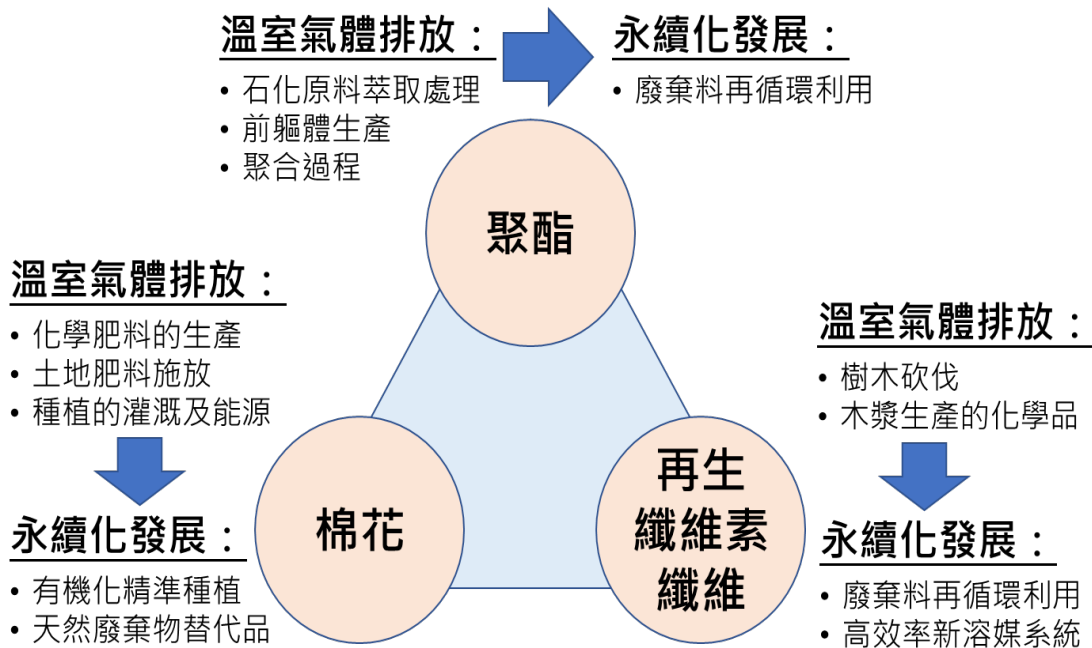 溫室氣體排放：
• 石化原料萃取處理
• 前軀體生產
• 聚合過程
永續化發展：
• 廢棄料再循環利用
聚酯
溫室氣體排放：
• 化學肥料的生產
• 土地肥料施放
• 種植的灌溉及能源
永續化發展：
• 有機化精準種植
• 天然廢棄物替代品
棉花
再生
纖維素
纖維
溫室氣體排放：
• 樹木砍伐
• 木漿生產的化學品
永續化發展：
• 廢棄料再循環利用
• 高效率新溶媒系統